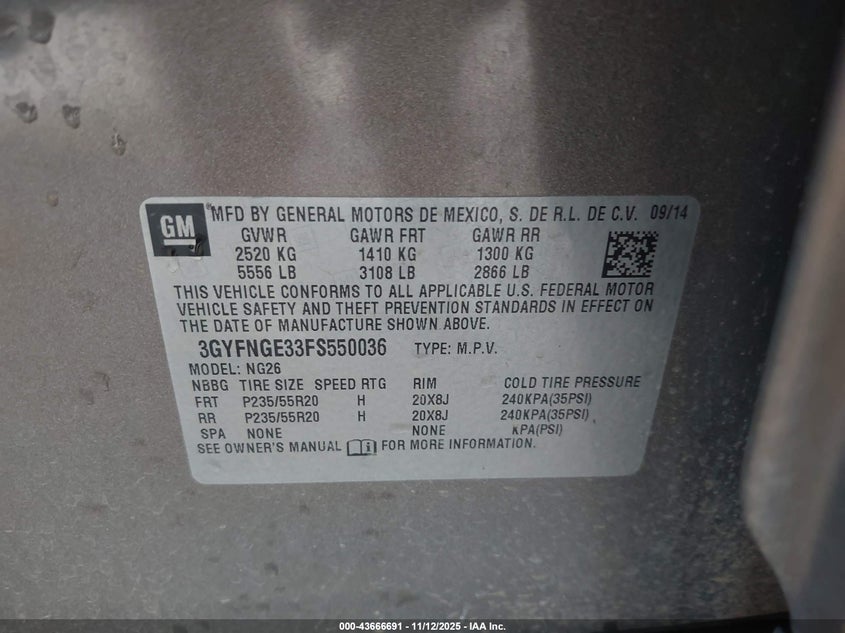 GM
®MFD BY GENERAL MOTORS DE MEXICO, S. DE R.L. DE C.V. 09/14
GVWR GAWR FRT GAWR RR
2520 KG 1410 KG 1300 KG
5556 LB 3108 LB 2866 LB
THIS VEHICLE CONFORMS TO ALL APPLICABLE U.S. FEDERAL MOTOR
VEHICLE SAFETY AND THEFT PREVENTION STANDARDS IN EFFECT ON
THE DATE OF MANUFACTURE SHOWN ABOVE.
3GYFNGE33FS550036 TYPE: M.P.V.
MODEL: NG26
NBBG TIRE SIZE SPEED RTG RIM COLD TIRE PRESSURE
FRT P235/55R20 H 20X8J 240KPA(35PSI)
RR P235/55R20 H 20X8J 240KPA(35PSI)
SPA NONE NONE KPA(PSI)
SEE OWNER'S MANUAL FOR MORE INFORMATION.
000-43666691 - 11/12/2025 - IAA Inc.